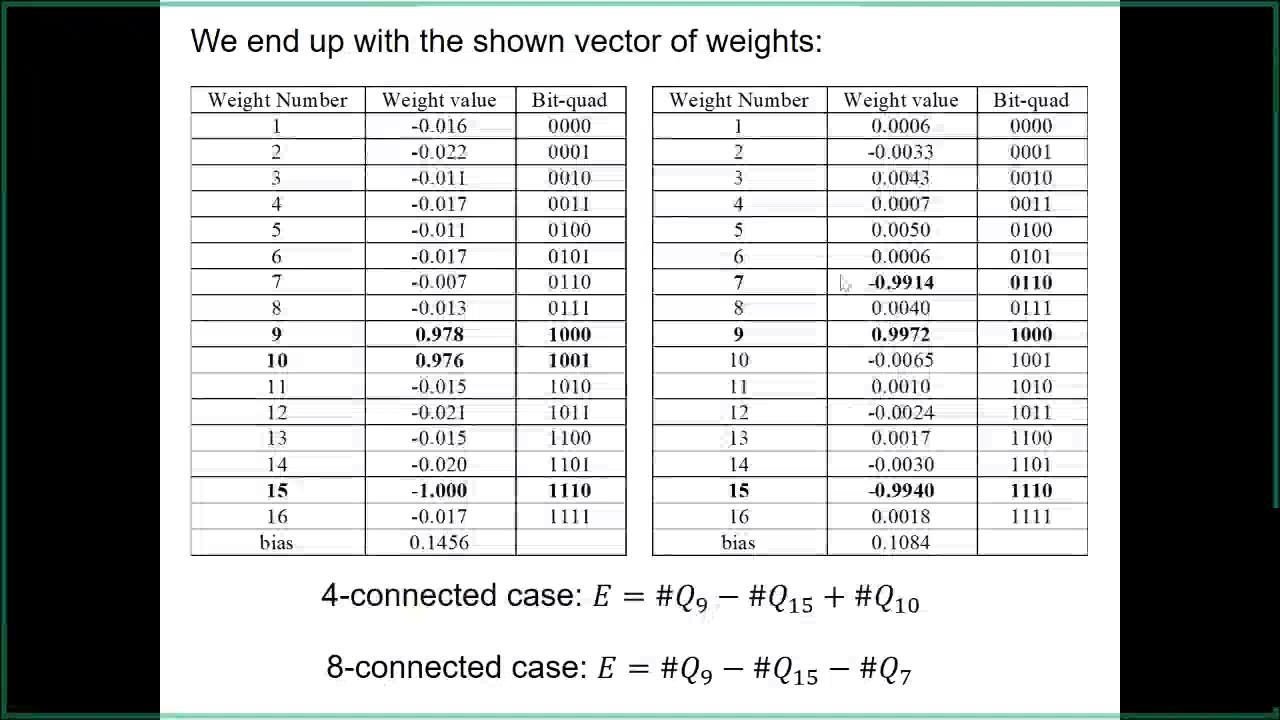 We end up with the shown vector of weights:
Weight Number Weight value Bit-quad
1 -0.016 0000
2 -0.022 0001
3 -0.011 0010
4 -0.017 0011
5 -0.011 0100
6 -0.017 0101
7 -0.007 0110
8 -0.013 0111
9 0.978 1000
10 0.976 1001
11 -0.015 1010
12 -0.021 1011
13 -0.015 1100
14 -0.020 1101
15 -1.000 1110
16 -0.017 1111
bias 0.1456
Weight Number Weight value Bit-quad
1 0.0006 0000
2 -0.0033 0001
3 0.0043 0010
4 0.0007 0011
5 0.0050 0100
6 0.0006 0101
7 -0.9914 0110
8 0.0040 0111
9 0.9972 1000
10 -0.0065 1001
11 0.0010 1010
12 -0.0024 1011
13 0.0017 1100
14 -0.0030 1101
15 -0.9940 1110
16 0.0018 1111
bias 0.1084
4-connected case: E = #Q₉ − #Q₁₅ + #Q₁₀
8-connected case: E = #Q₉ − #Q₁₅ − #Q₇